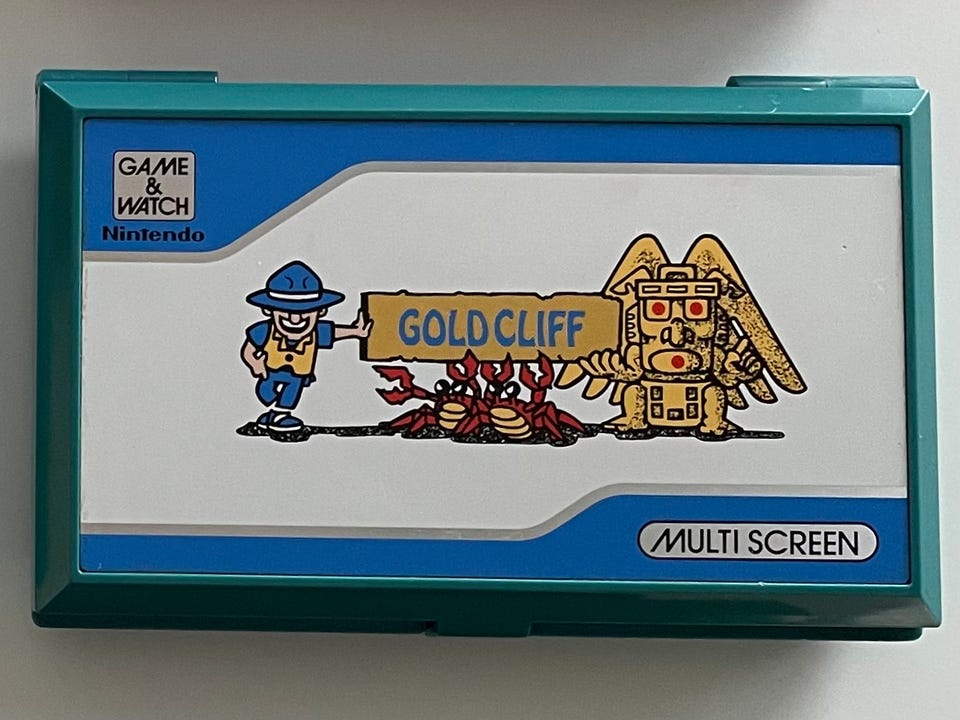 GAME
&
WATCH
Nintendo
GOLD CLIFF
MULTI SCREEN